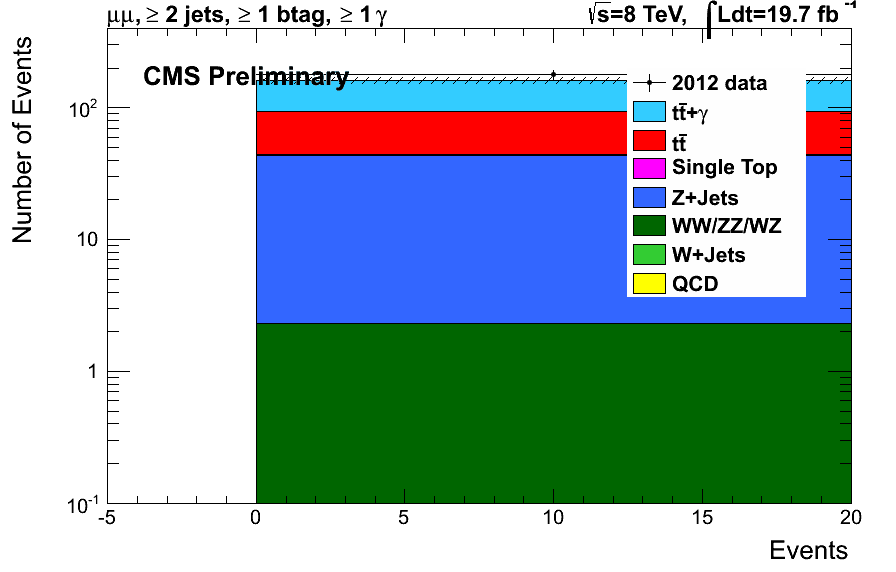 μμ, ≥ 2 jets, ≥ 1 btag, ≥ 1 γ
√s=8 TeV, ∫Ldt=19.7 fb⁻¹
CMS Preliminary
2012 data
tt̄+γ
tt̄
Single Top
Z+Jets
WW/ZZ/WZ
W+Jets
QCD
Number of Events
10²
10
1
10⁻¹
-5 0 5 10 15 20
Events